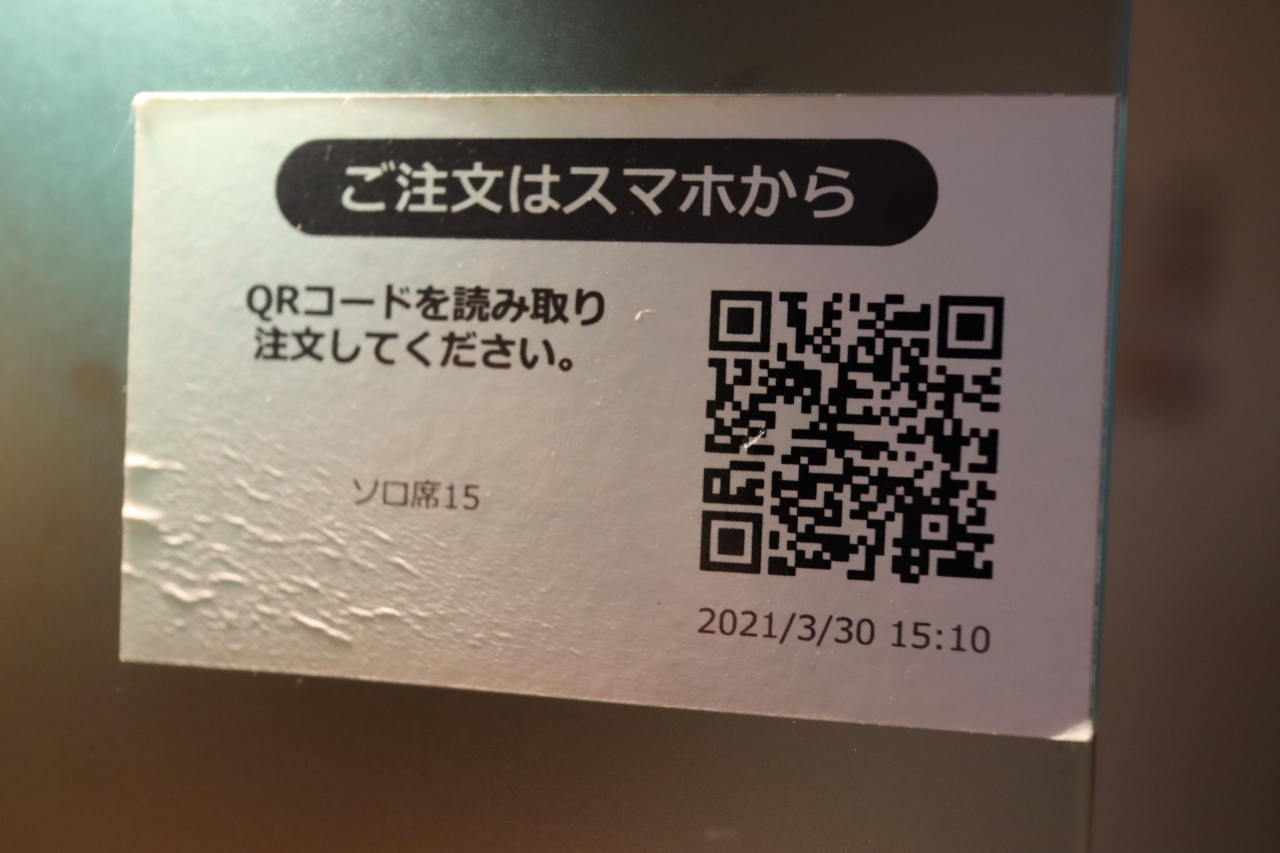 ご注文はスマホから
QRコードを読み取り
注文してください。
ソロ席15
2021/3/30 15:10